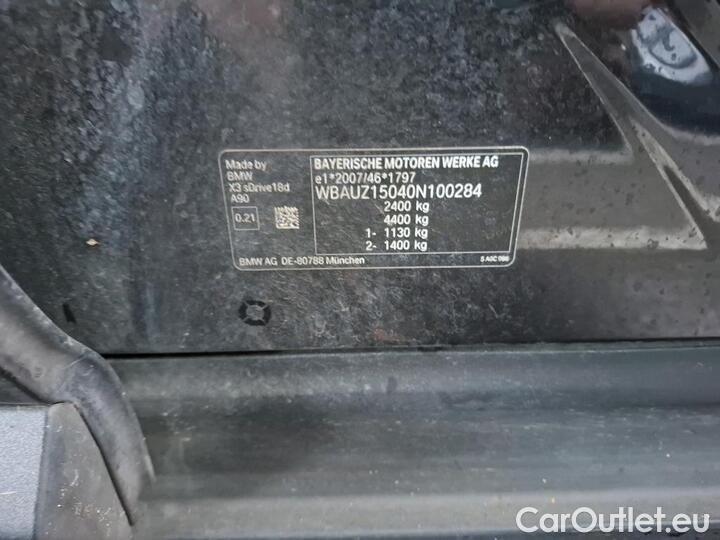 Made by
BMW
X3 sDrive18d
A90
0.21
BAYERISCHE MOTOREN WERKE AG
e1*2007/46*1797
WBAUZ15040N100284
2400 kg
4400 kg
1- 1130 kg
2- 1400 kg
BMW AG DE-80788 München
CarOutlet.eu